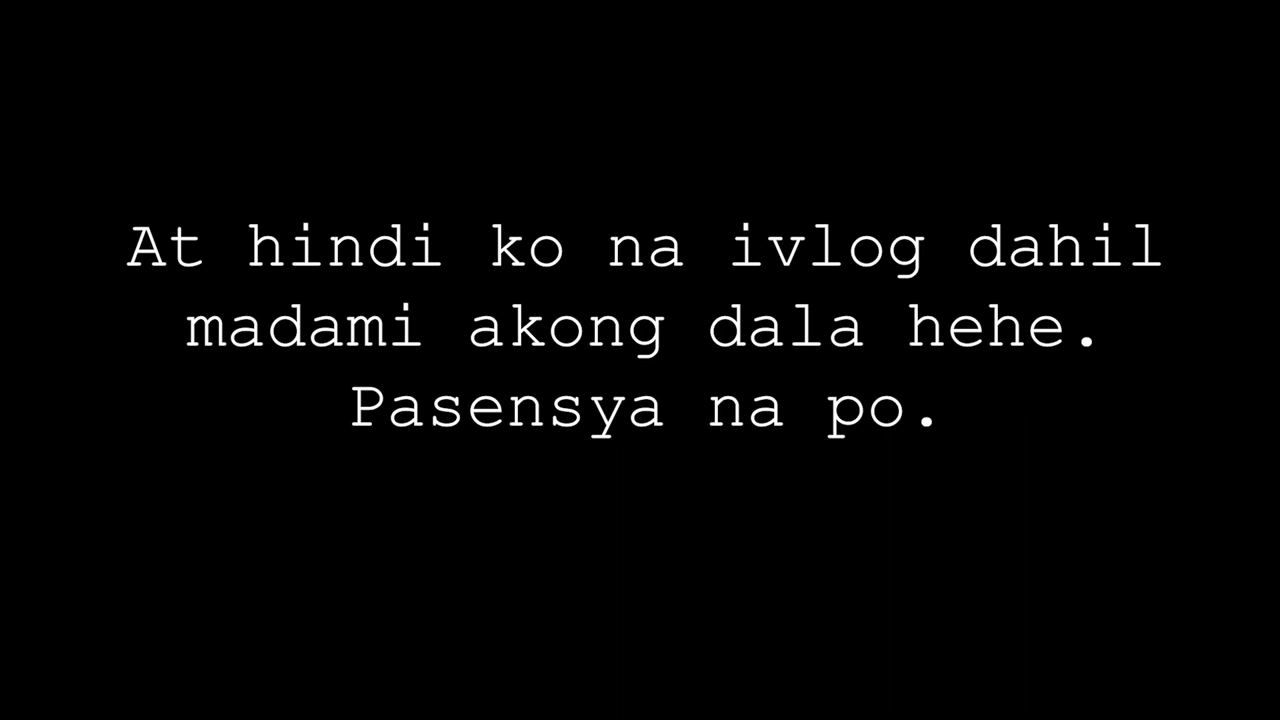 At hindi ko na ivlog dahil
madami akong dala hehe.
Pasensya na po.